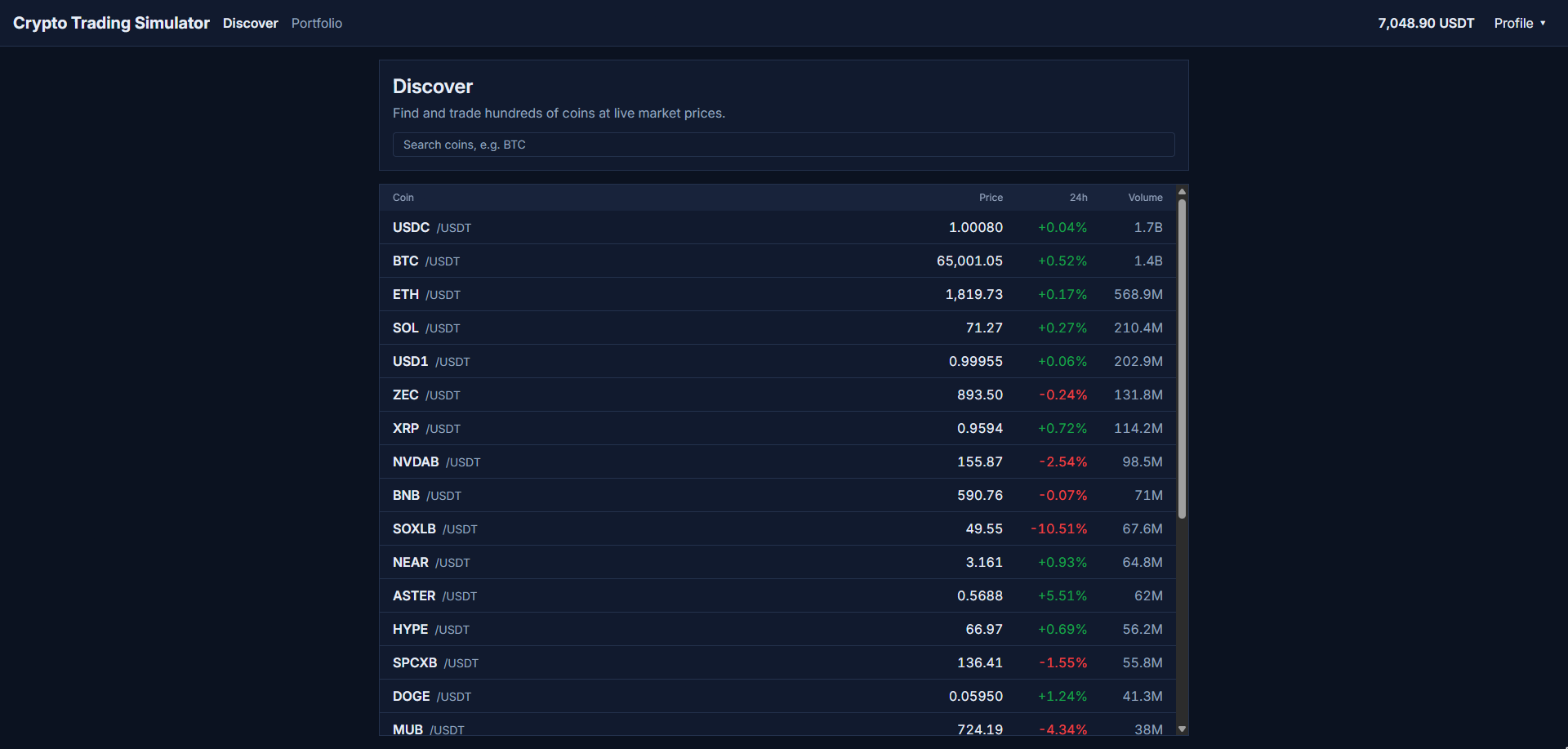 Crypto Trading Simulator Discover Portfolio 7,048.90 USDT Profile ▾
Discover
Find and trade hundreds of coins at live market prices.
Search coins, e.g. BTC
Coin Price 24h Volume
USDC /USDT 1.00080 +0.04% 1.7B
BTC /USDT 65,001.05 +0.52% 1.4B
ETH /USDT 1,819.73 +0.17% 568.9M
SOL /USDT 71.27 +0.27% 210.4M
USD1 /USDT 0.99955 +0.06% 202.9M
ZEC /USDT 893.50 -0.24% 131.8M
XRP /USDT 0.9594 +0.72% 114.2M
NVDAB /USDT 155.87 -2.54% 98.5M
BNB /USDT 590.76 -0.07% 71M
SOXLB /USDT 49.55 -10.51% 67.6M
NEAR /USDT 3.161 +0.93% 64.8M
ASTER /USDT 0.5688 +5.51% 62M
HYPE /USDT 66.97 +0.69% 56.2M
SPCXB /USDT 136.41 -1.55% 55.8M
DOGE /USDT 0.05950 +1.24% 41.3M
MUB /USDT 724.19 -4.34% 38M